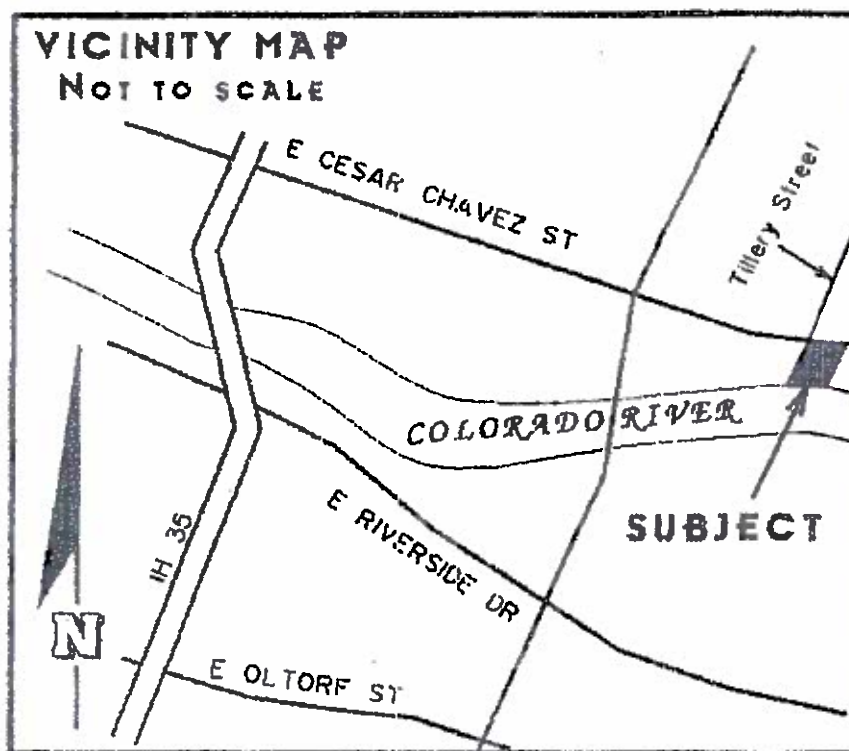 VICINITY MAP
NOT TO SCALE
E CESAR CHAVEZ ST
Tillery Street
COLORADO RIVER
SUBJECT
E RIVERSIDE DR
IH 35
N
E OLTORF ST